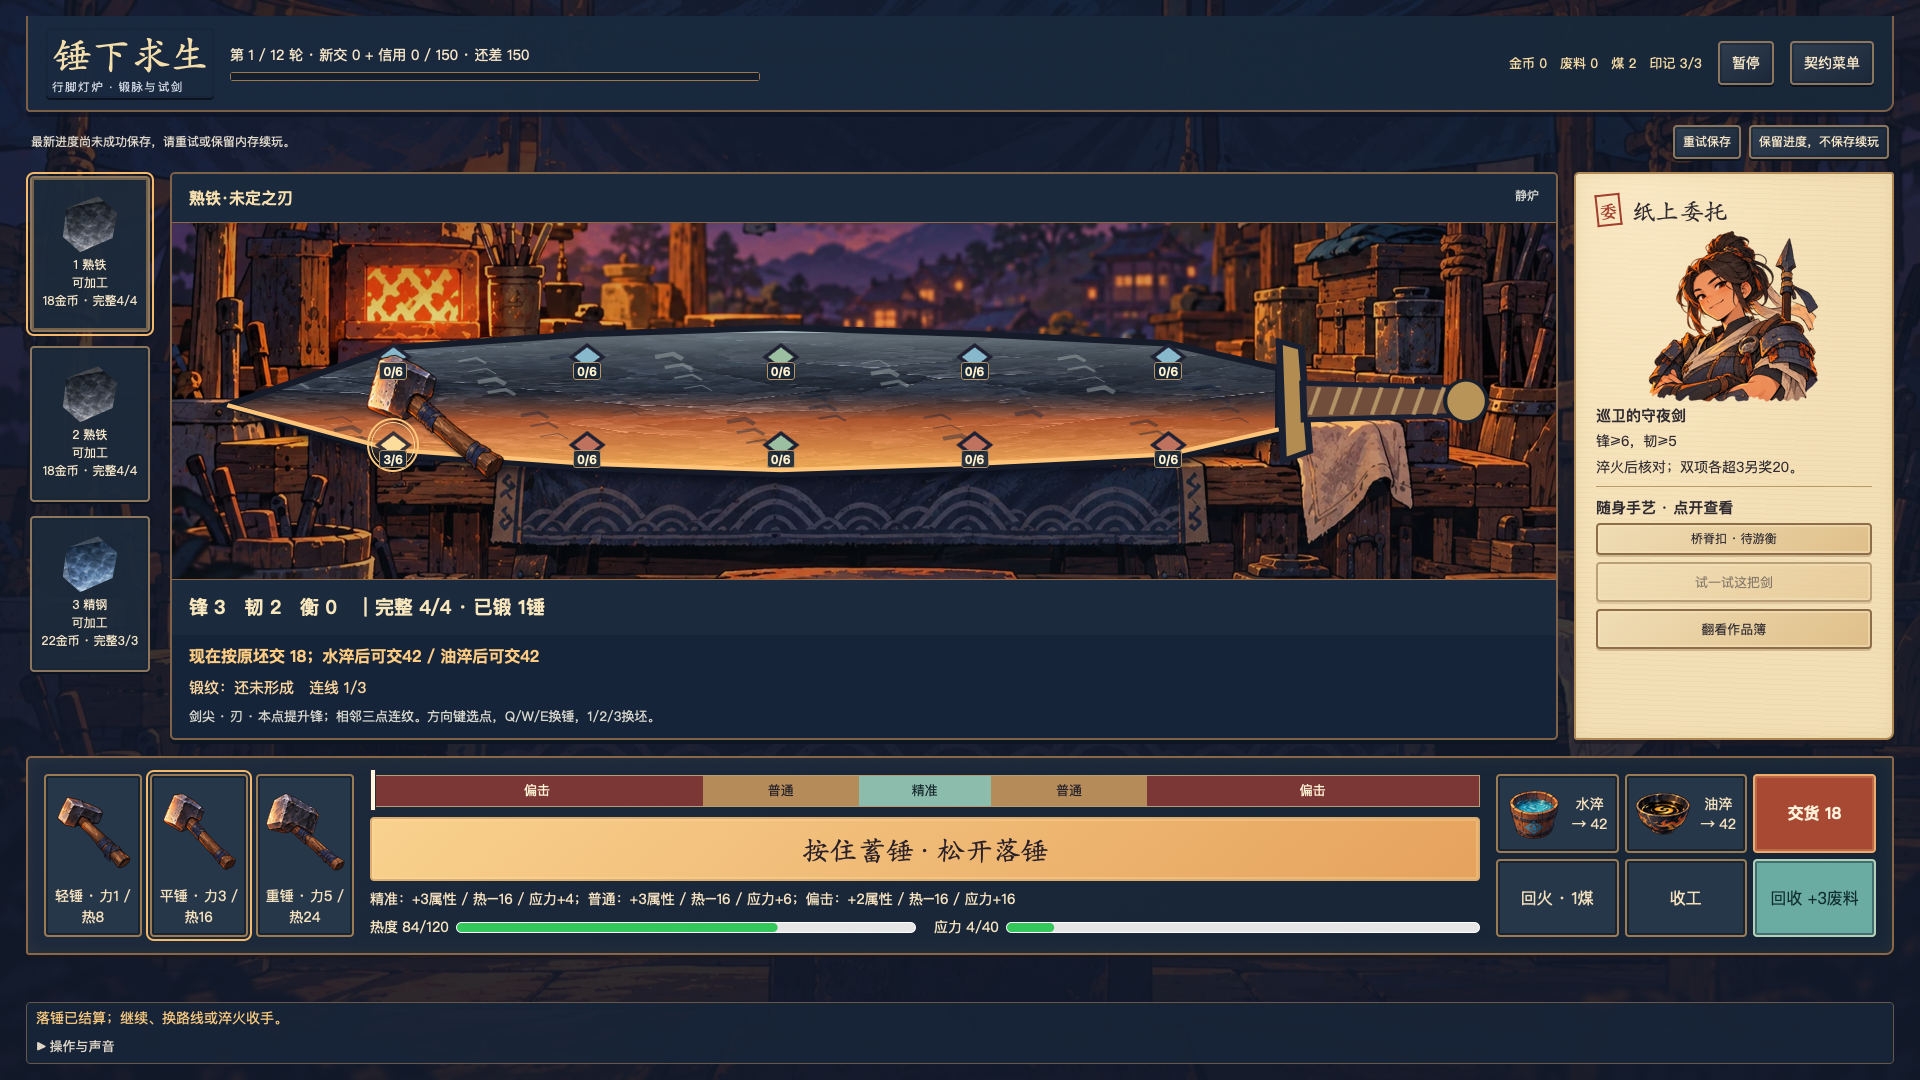 锤下求生
行脚灯炉 · 锻脉与试剑
第 1 / 12 轮 · 新交 0 + 信用 0 / 150 · 还差 150
金币 0 废料 0 煤 2 印记 3/3
暂停
契约菜单
最新进度尚未成功保存，请重试或保留内存续玩。
重试保存
保留进度，不保存续玩
1 熟铁
可加工
18金币 · 完整4/4
2 熟铁
可加工
18金币 · 完整4/4
3 精钢
可加工
22金币 · 完整3/3
熟铁·未定之刃
静炉
0/6
0/6
0/6
0/6
0/6
3/6
0/6
0/6
0/6
0/6
锋 3 韧 2 衡 0 ｜完整 4/4 · 已锻 1锤
现在按原坯交 18；水淬后可交42 / 油淬后可交42
锻纹：还未形成 连线 1/3
剑尖 · 刃 · 本点提升锋；相邻三点连纹。方向键选点，Q/W/E换锤，1/2/3换坯。
委
纸上委托
巡卫的守夜剑
锋≥6，韧≥5
淬火后核对；双项各超3另奖20。
随身手艺 · 点开查看
桥脊扣 · 待游衡
试一试这把剑
翻看作品簿
轻锤 · 力1 /
热8
平锤 · 力3 /
热16
重锤 · 力5 /
热24
偏击
普通
精准
普通
偏击
按住蓄锤 · 松开落锤
精准：+3属性 / 热−16 / 应力+4；普通：+3属性 / 热−16 / 应力+6；偏击：+2属性 / 热−16 / 应力+16
热度 84/120
应力 4/40
水淬
→ 42
油淬
→ 42
交货 18
回火 · 1煤
收工
回收 +3废料
落锤已结算；继续、换路线或淬火收手。
▶ 操作与声音